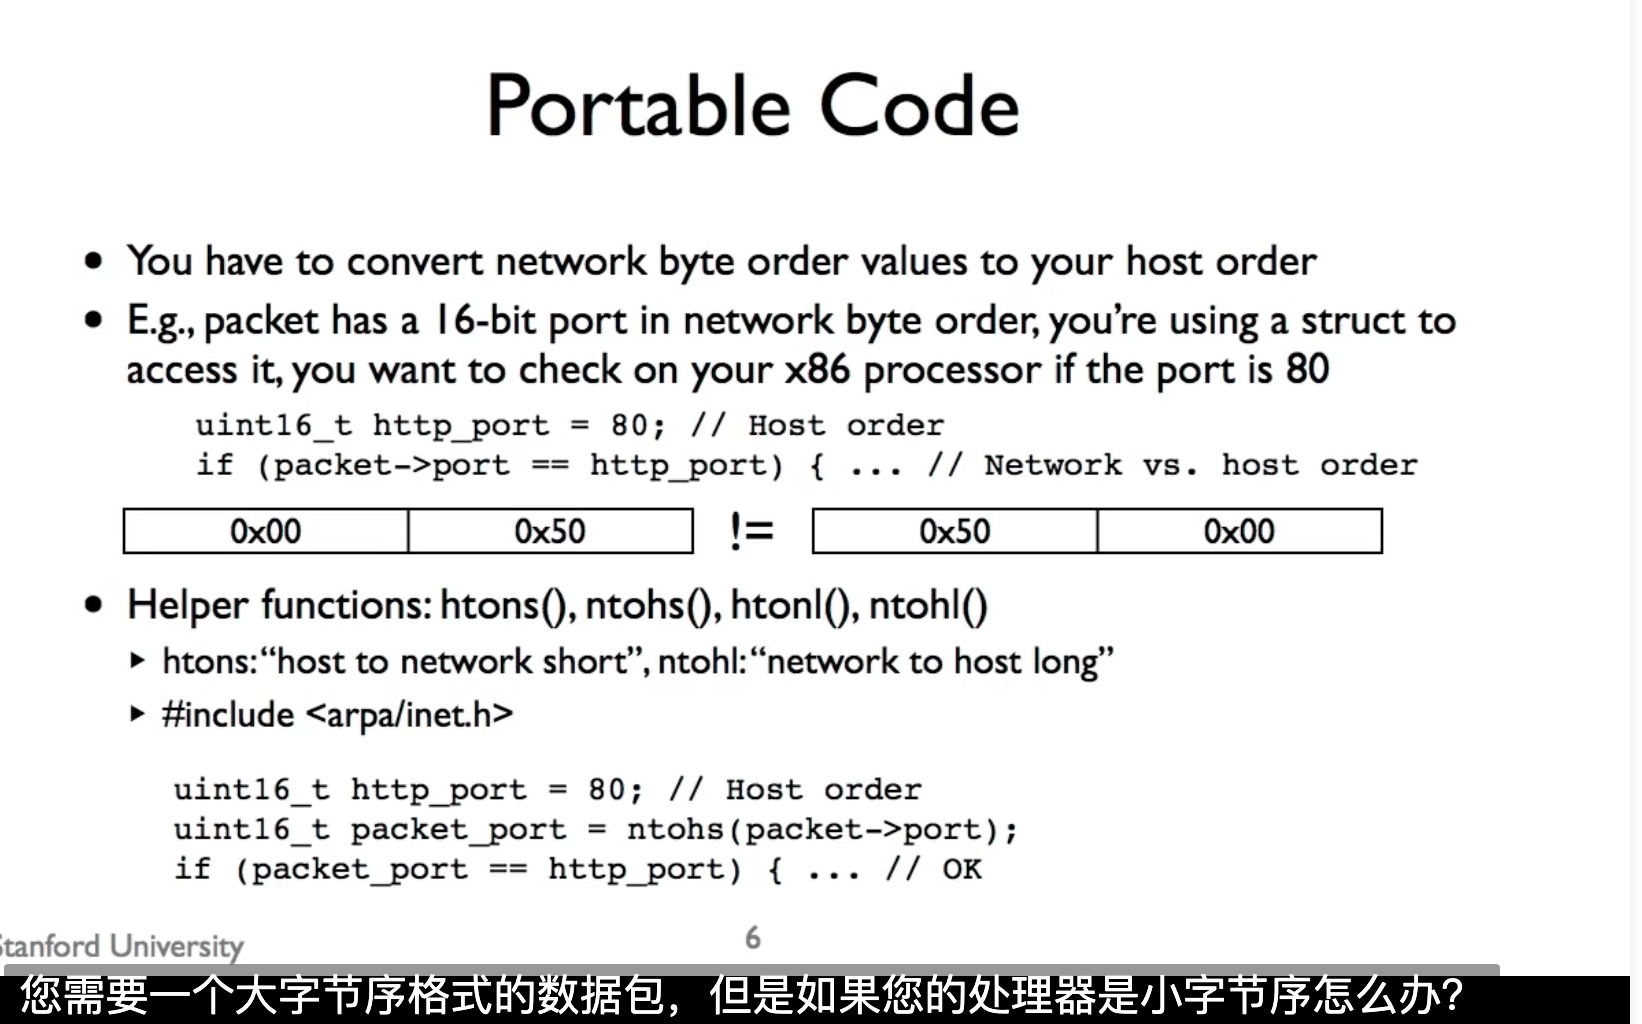 Portable Code
• You have to convert network byte order values to your host order
• E.g., packet has a 16-bit port in network byte order, you're using a struct to
access it, you want to check on your x86 processor if the port is 80
uint16_t http_port = 80; // Host order
if (packet->port == http_port) { ... // Network vs. host order
0x00 0x50 != 0x50 0x00
• Helper functions: htons(), ntohs(), htonl(), ntohl()
▸ htons: “host to network short”, ntohl: “network to host long”
▸ #include <arpa/inet.h>
uint16_t http_port = 80; // Host order
uint16_t packet_port = ntohs(packet->port);
if (packet_port == http_port) { ... // OK
Stanford University 6
您需要一个大字节序格式的数据包，但是如果您的处理器是小字节序怎么办？